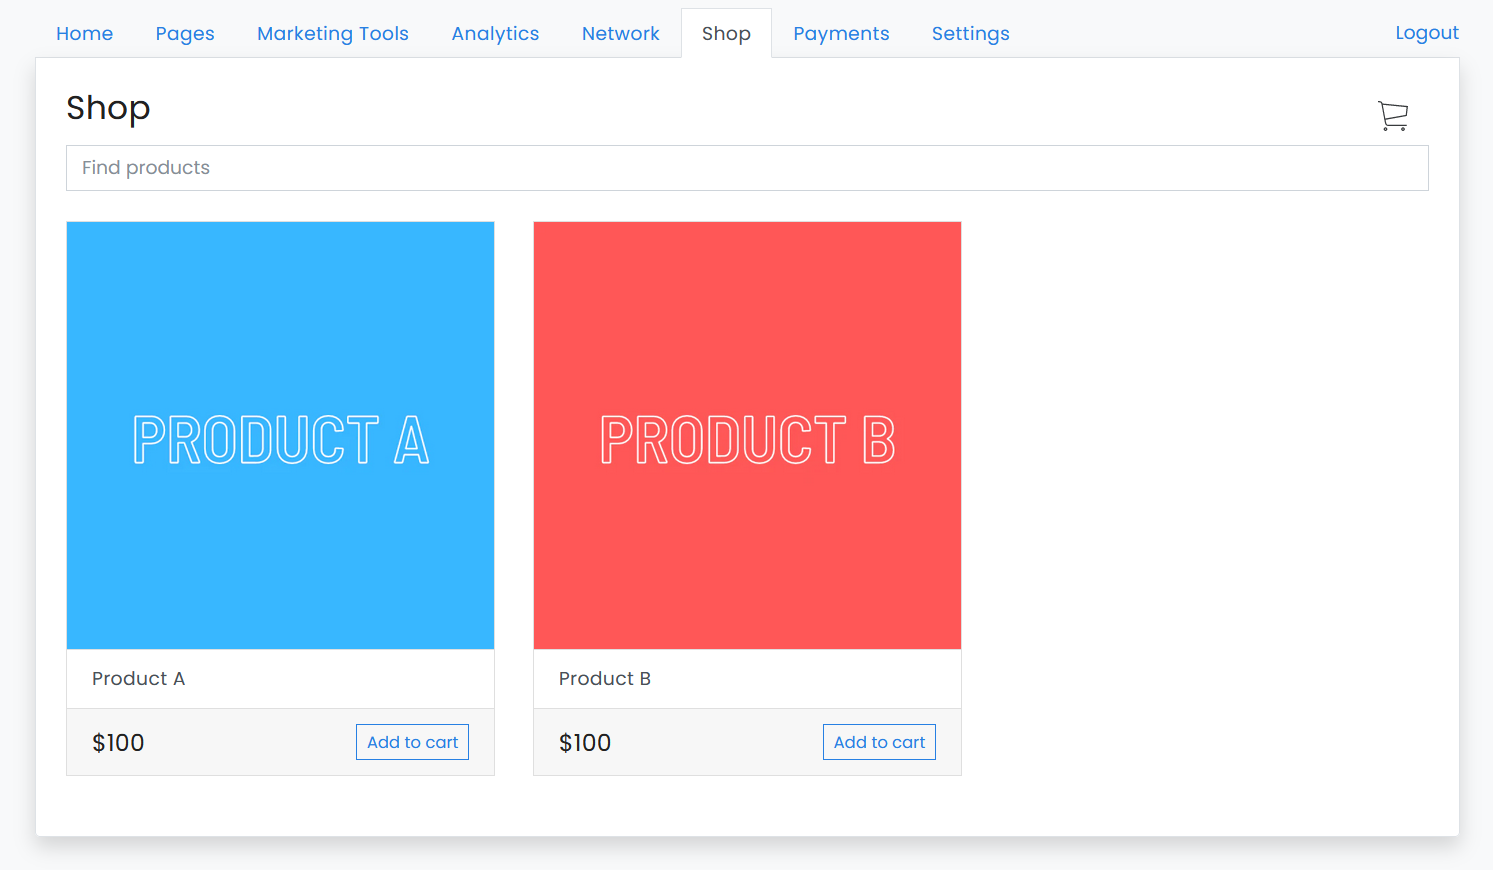 Home Pages Marketing Tools Analytics Network Shop Payments Settings Logout
Shop
Find products
PRODUCT A
PRODUCT B
Product A
$100 Add to cart
Product B
$100 Add to cart